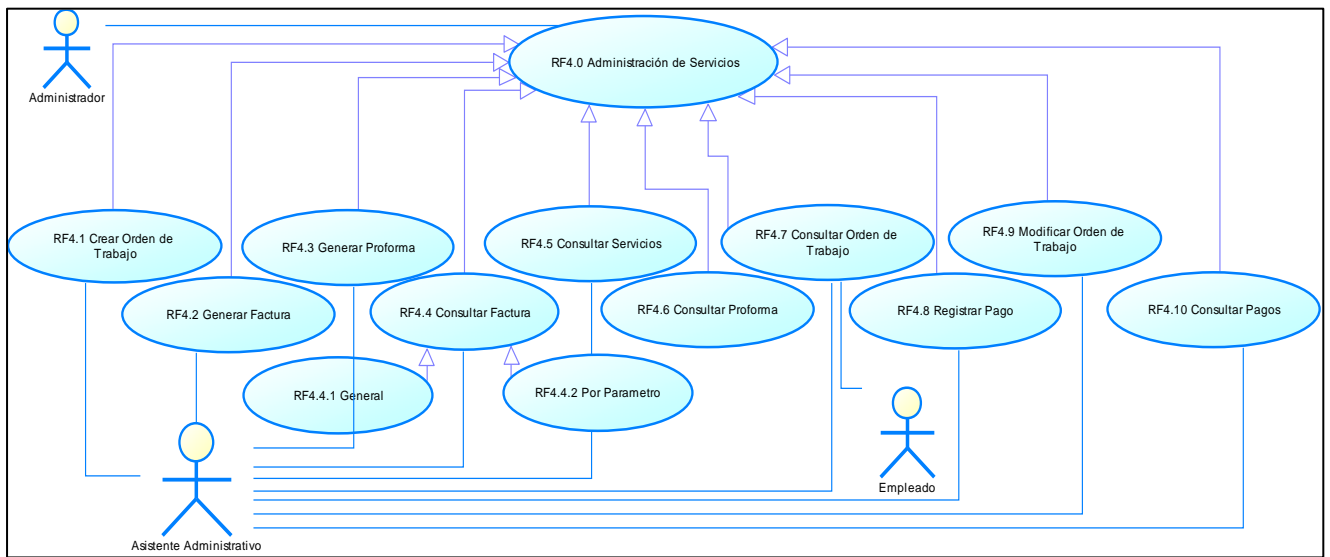 Administrador
RF4.0 Administración de Servicios
RF4.1 Crear Orden de
Trabajo
RF4.2 Generar Factura
RF4.3 Generar Proforma
RF4.4 Consultar Factura
RF4.4.1 General
RF4.4.2 Por Parametro
RF4.5 Consultar Servicios
RF4.6 Consultar Proforma
RF4.7 Consultar Orden de
Trabajo
RF4.8 Registrar Pago
RF4.9 Modificar Orden de
Trabajo
RF4.10 Consultar Pagos
Empleado
Asistente Administrativo